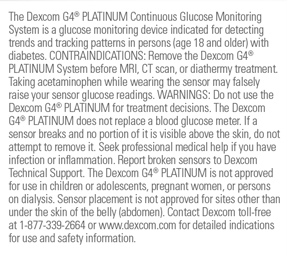 The Dexcom G4® PLATINUM Continuous Glucose Monitoring
System is a glucose monitoring device indicated for detecting
trends and tracking patterns in persons (age 18 and older) with
diabetes. CONTRAINDICATIONS: Remove the Dexcom G4®
PLATINUM System before MRI, CT scan, or diathermy treatment.
Taking acetaminophen while wearing the sensor may falsely
raise your sensor glucose readings. WARNINGS: Do not use the
Dexcom G4® PLATINUM for treatment decisions. The Dexcom
G4® PLATINUM does not replace a blood glucose meter. If a
sensor breaks and no portion of it is visible above the skin, do not
attempt to remove it. Seek professional medical help if you have
infection or inflammation. Report broken sensors to Dexcom
Technical Support. The Dexcom G4® PLATINUM is not approved
for use in children or adolescents, pregnant women, or persons
on dialysis. Sensor placement is not approved for sites other than
under the skin of the belly (abdomen). Contact Dexcom toll-free
at 1-877-339-2664 or www.dexcom.com for detailed indications
for use and safety information.